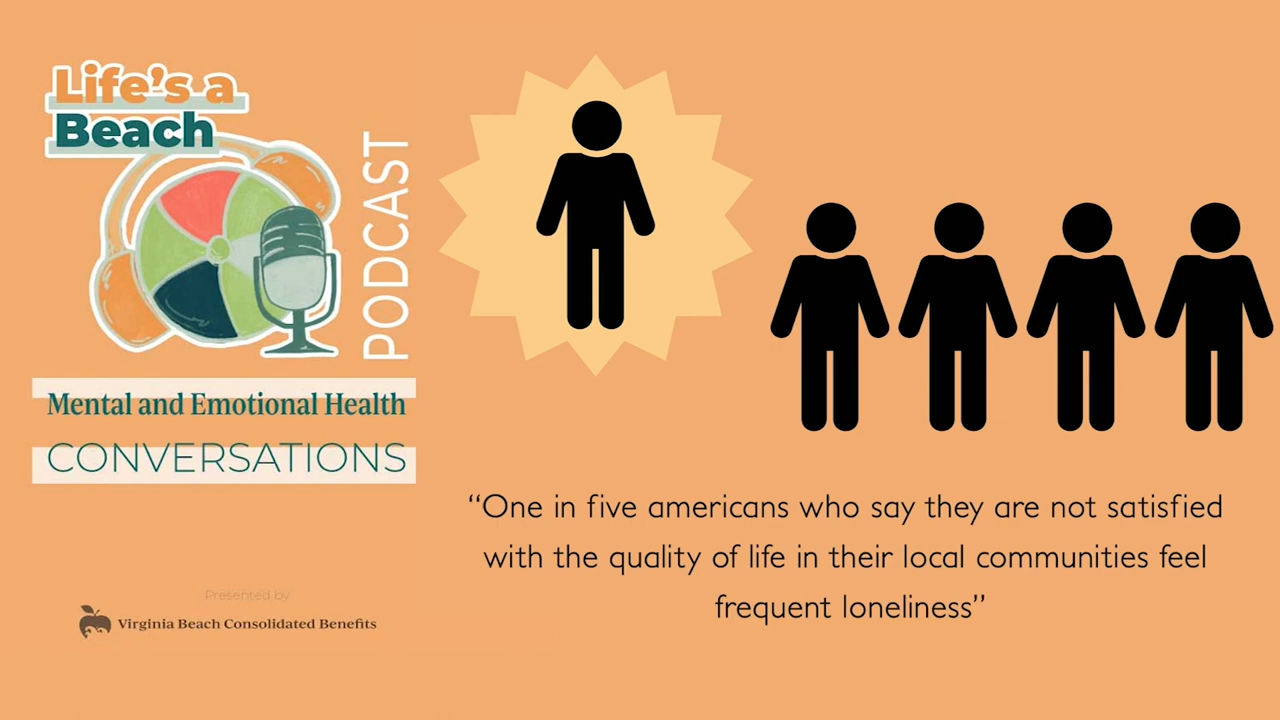 Life's a
Beach
PODCAST
Mental and Emotional Health
CONVERSATIONS
Presented by
Virginia Beach Consolidated Benefits
“One in five americans who say they are not satisfied
with the quality of life in their local communities feel
frequent loneliness”